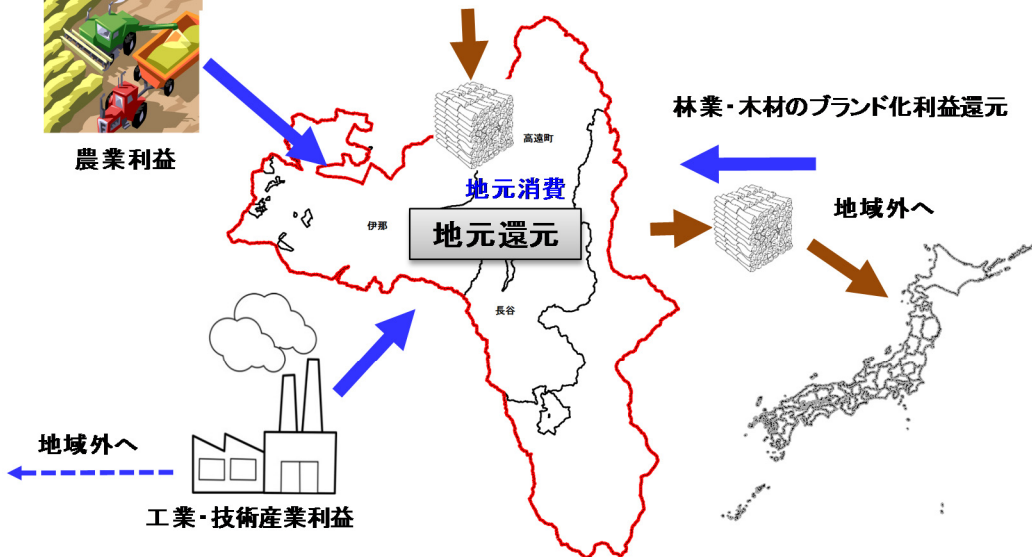 農業利益
高遠町
林業・木材のブランド化利益還元
地元消費
地域外へ
伊那
地元還元
長谷
地域外へ
工業・技術産業利益